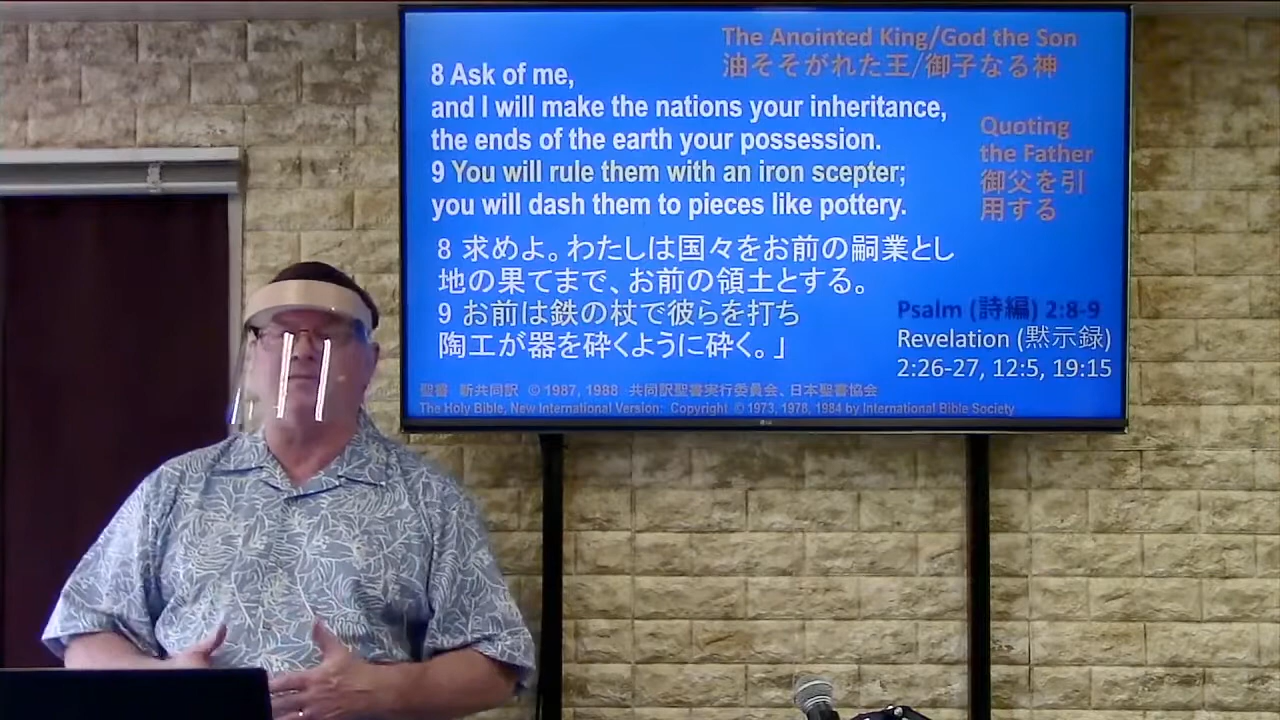 The Anointed King/God the Son
油そそがれた王/御子なる神
8 Ask of me,
and I will make the nations your inheritance,
the ends of the earth your possession.
9 You will rule them with an iron scepter;
you will dash them to pieces like pottery.
Quoting
the Father
御父を引
用する
8 求めよ。わたしは国々をお前の嗣業とし
地の果てまで、お前の領土とする。
9 お前は鉄の杖で彼らを打ち
陶工が器を砕くように砕く。」
Psalm (詩編) 2:8-9
Revelation (黙示録)
2:26-27, 12:5, 19:15
聖書 新共同訳 © 1987, 1988 共同訳聖書実行委員会、日本聖書協会
The Holy Bible, New International Version: Copyright © 1973, 1978, 1984 by International Bible Society
LG